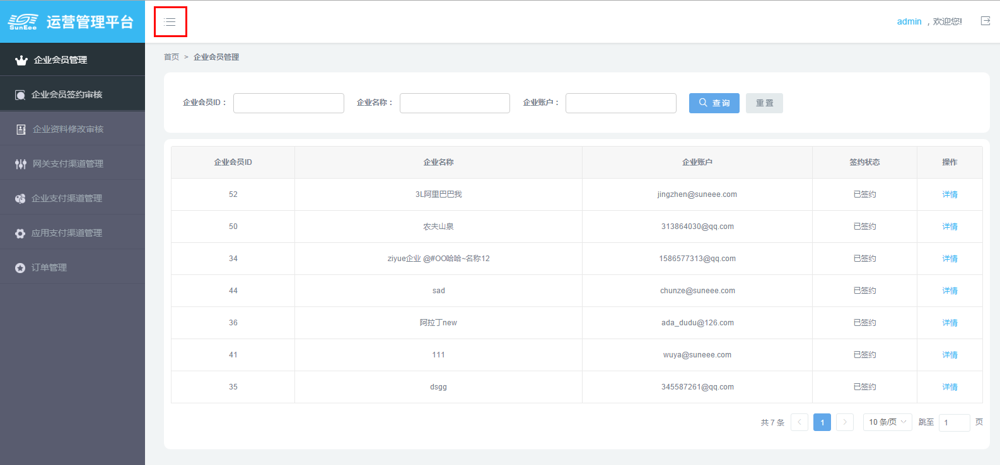 SunEee 运营管理平台
admin ，欢迎您!
企业会员管理
企业会员签约审核
企业资料修改审核
网关支付渠道管理
企业支付渠道管理
应用支付渠道管理
订单管理
首页 > 企业会员管理
企业会员ID： 企业名称： 企业账户： 查询 重置
企业会员ID 企业名称 企业账户 签约状态 操作
52 3L阿里巴巴我 jingzhen@suneee.com 已签约 详情
50 农夫山泉 313864030@qq.com 已签约 详情
34 ziyue企业 @#OO哈哈~名称12 1586577313@qq.com 已签约 详情
44 sad chunze@suneee.com 已签约 详情
36 阿拉丁new ada_dudu@126.com 已签约 详情
41 111 wuya@suneee.com 已签约 详情
35 dsgg 345587261@qq.com 已签约 详情
共 7 条 < 1 > 10 条/页 跳至 1 页